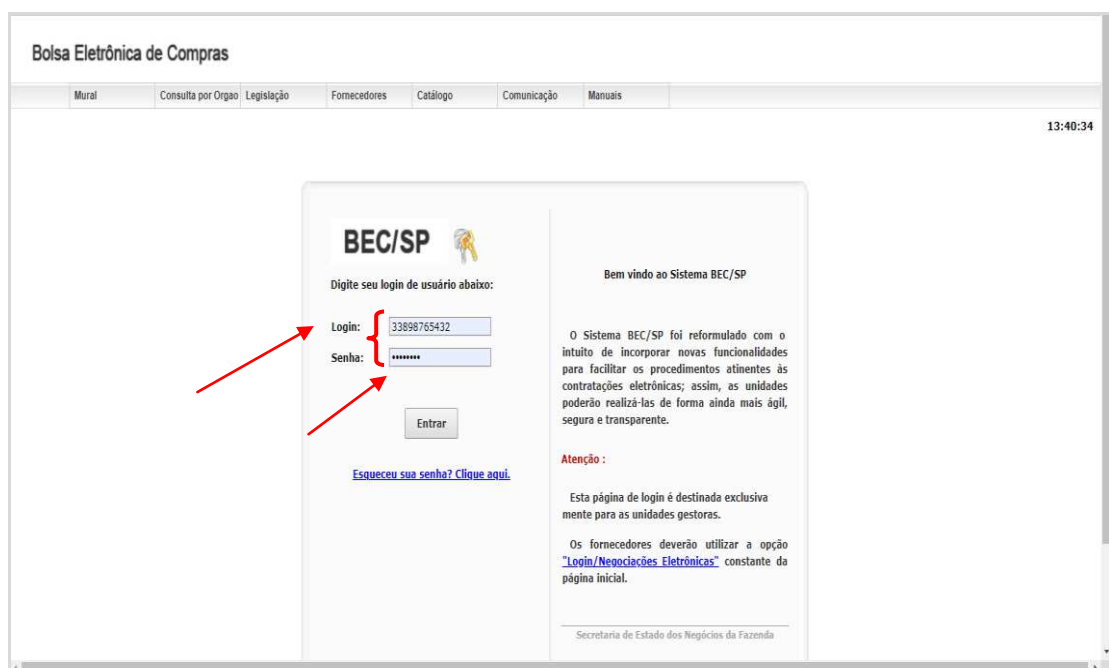 Bolsa Eletrônica de Compras
Mural Consulta por Orgao Legislação Fornecedores Catálogo Comunicação Manuais
13:40:34
BEC/SP
Digite seu login de usuário abaixo:
Login: 33898765432
Senha: ••••••••
Entrar
Esqueceu sua senha? Clique aqui.
Bem vindo ao Sistema BEC/SP
O Sistema BEC/SP foi reformulado com o
intuito de incorporar novas funcionalidades
para facilitar os procedimentos atinentes às
contratações eletrônicas; assim, as unidades
poderão realizá-las de forma ainda mais ágil,
segura e transparente.
Atenção :
Esta página de login é destinada exclusiva
mente para as unidades gestoras.
Os fornecedores deverão utilizar a opção
"Login/Negociações Eletrônicas" constante da
página inicial.
Secretaria de Estado dos Negócios da Fazenda